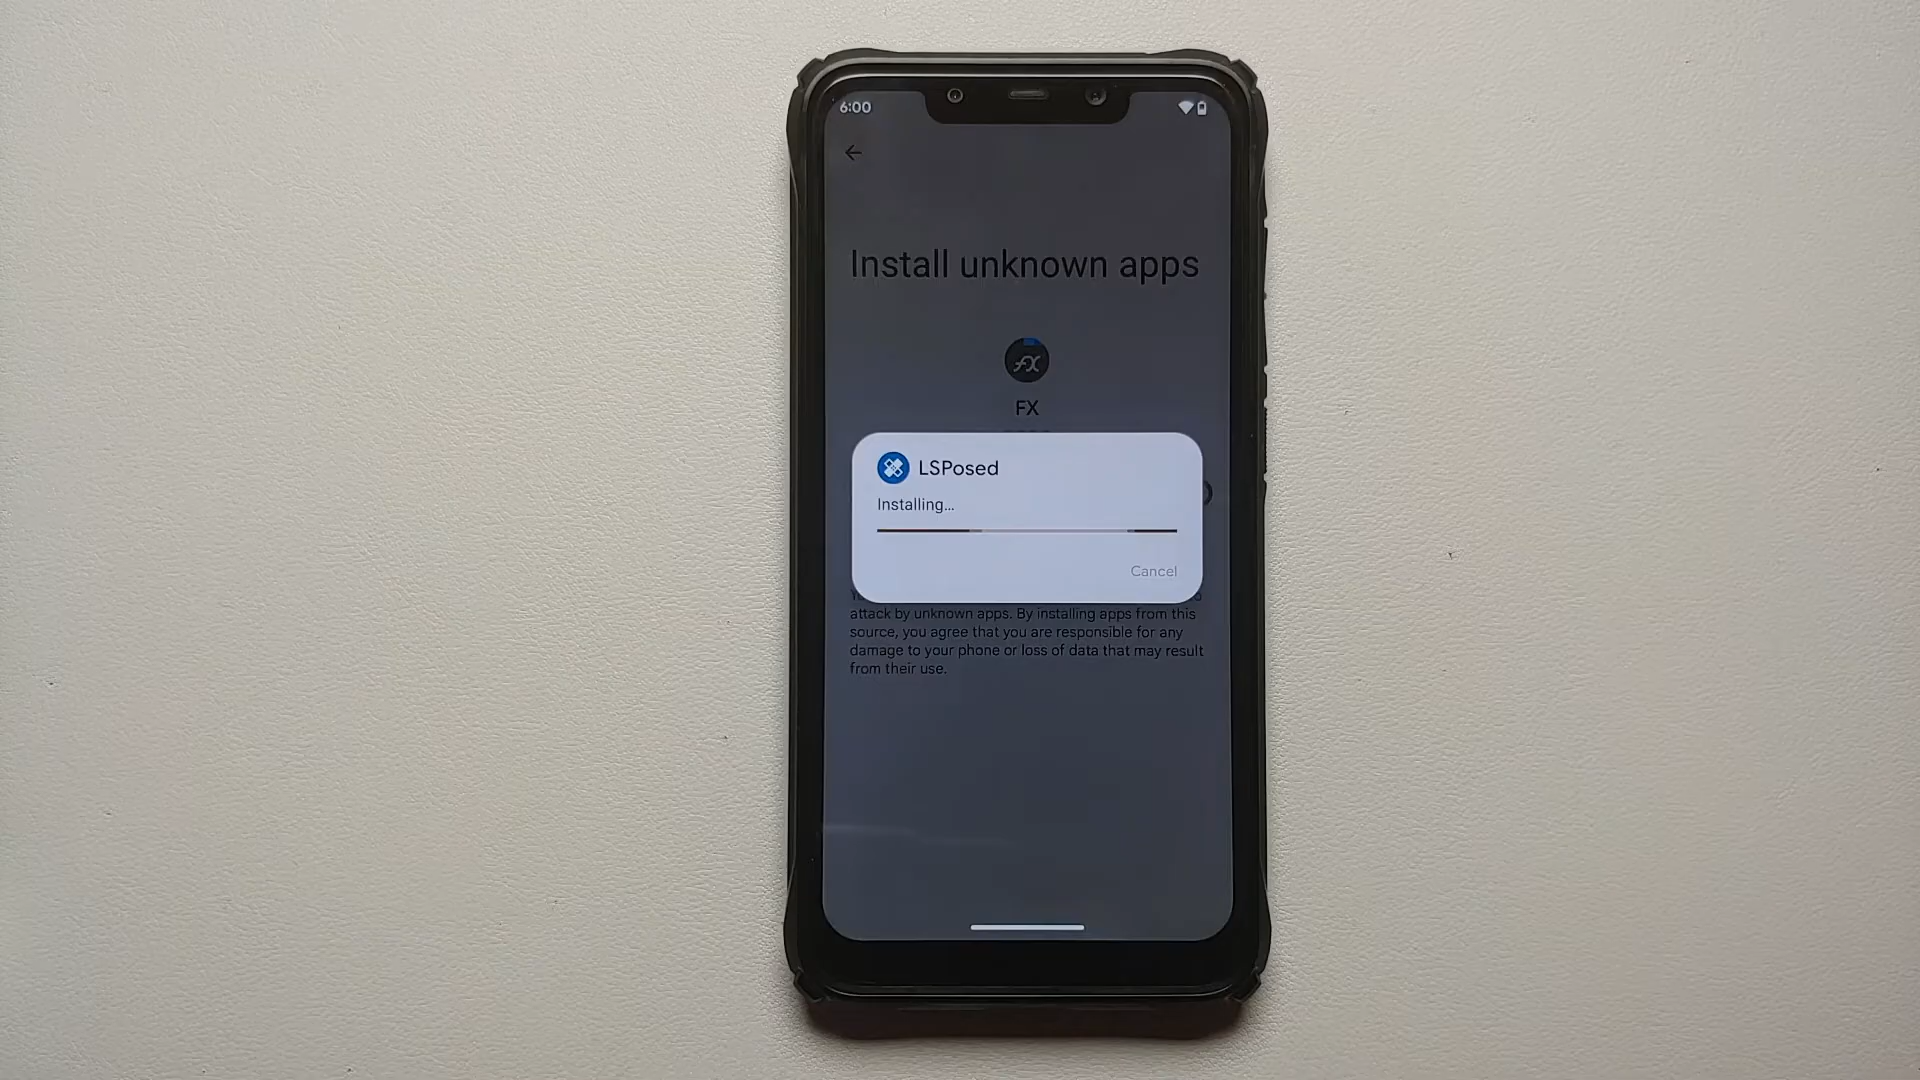 6:00
Install unknown apps
FX
FX
LSPosed
Installing...
Cancel
attack by unknown apps. By installing apps from this
source, you agree that you are responsible for any
damage to your phone or loss of data that may result
from their use.